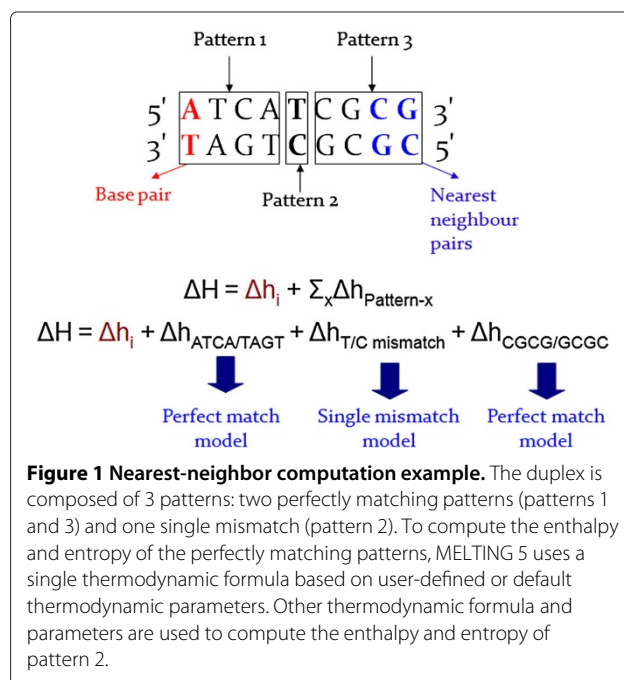 Pattern 1 Pattern 3
5' A T C A T C G C G 3'
3' T A G T C G C G C 5'
Base pair
Pattern 2
Nearest
neighbour
pairs
ΔH = Δhi + ΣxΔhPattern-x
ΔH = Δhi + ΔhATCA/TAGT + ΔhT/C mismatch + ΔhCGCG/GCGC
Perfect match Single mismatch Perfect match
model model model
Figure 1 Nearest-neighbor computation example. The duplex is
composed of 3 patterns: two perfectly matching patterns (patterns 1
and 3) and one single mismatch (pattern 2). To compute the enthalpy
and entropy of the perfectly matching patterns, MELTING 5 uses a
single thermodynamic formula based on user-defined or default
thermodynamic parameters. Other thermodynamic formula and
parameters are used to compute the enthalpy and entropy of
pattern 2.